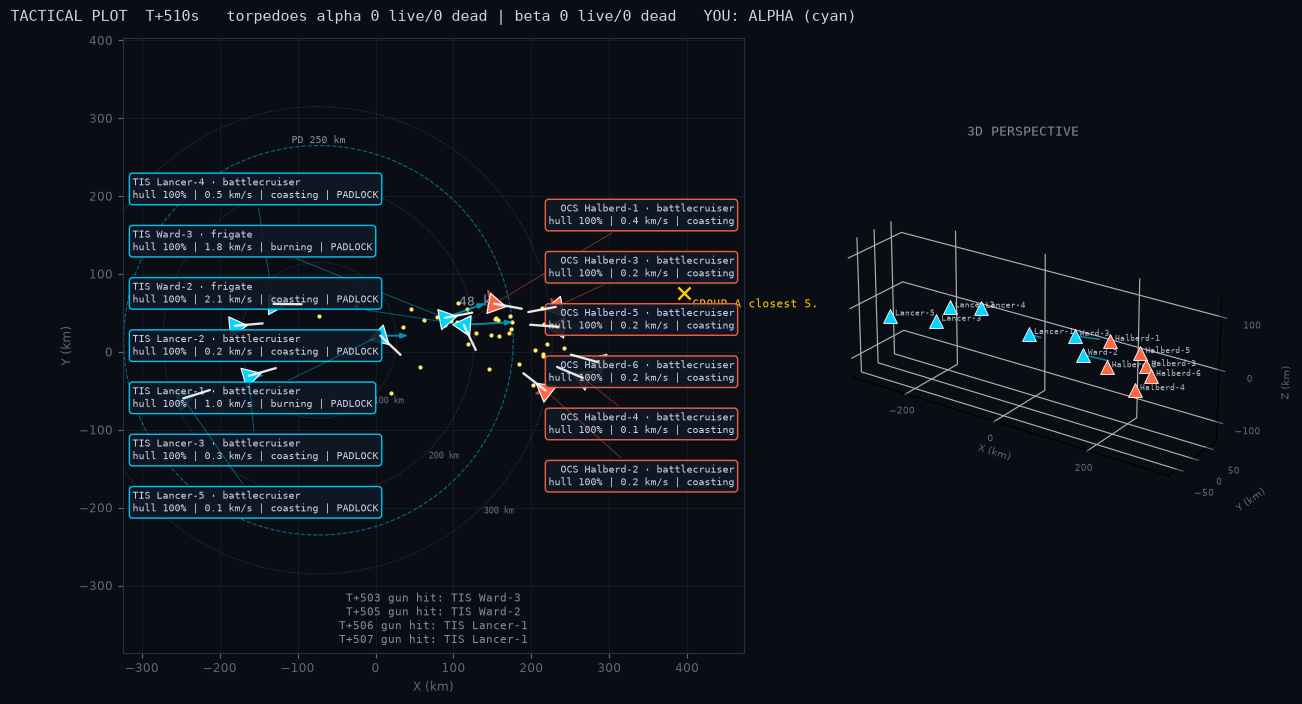 TACTICAL PLOT  T+510s   torpedoes alpha 0 live/0 dead | beta 0 live/0 dead   YOU: ALPHA (cyan)
400
300
200
100
0
−100
−200
−300
Y (km)
−300
−200
−100
0
100
200
300
400
X (km)
PD 250 km
TIS Lancer-4 · battlecruiser
hull 100% | 0.5 km/s | coasting | PADLOCK
TIS Ward-3 · frigate
hull 100% | 1.8 km/s | burning | PADLOCK
TIS Ward-2 · frigate
hull 100% | 2.1 km/s | coasting | PADLOCK
TIS Lancer-2 · battlecruiser
hull 100% | 0.2 km/s | coasting | PADLOCK
TIS Lancer-1 · battlecruiser
hull 100% | 1.0 km/s | burning | PADLOCK
TIS Lancer-3 · battlecruiser
hull 100% | 0.3 km/s | coasting | PADLOCK
TIS Lancer-5 · battlecruiser
hull 100% | 0.1 km/s | coasting | PADLOCK
48
OCS Halberd-1 · battlecruiser
hull 100% | 0.4 km/s | coasting
OCS Halberd-3 · battlecruiser
hull 100% | 0.2 km/s | coasting
OCS Halberd-5 · battlecruiser
hull 100% | 0.2 km/s | coasting
OCS Halberd-6 · battlecruiser
hull 100% | 0.2 km/s | coasting
OCS Halberd-4 · battlecruiser
hull 100% | 0.1 km/s | coasting
OCS Halberd-2 · battlecruiser
hull 100% | 0.2 km/s | coasting
GROUP A closest 5.
km
200 km
300 km
T+503 gun hit: TIS Ward-3
T+505 gun hit: TIS Ward-2
T+506 gun hit: TIS Lancer-1
T+507 gun hit: TIS Lancer-1
3D PERSPECTIVE
Lancer-4
Lancer-5
Lancer-3
Ward-3
Halberd-1
Ward-2
Halberd-5
Halberd-3
Halberd-6
Halberd-4
−200
0
200
X (km)
−50
0
50
Y (km)
100
0
−100
Z (km)